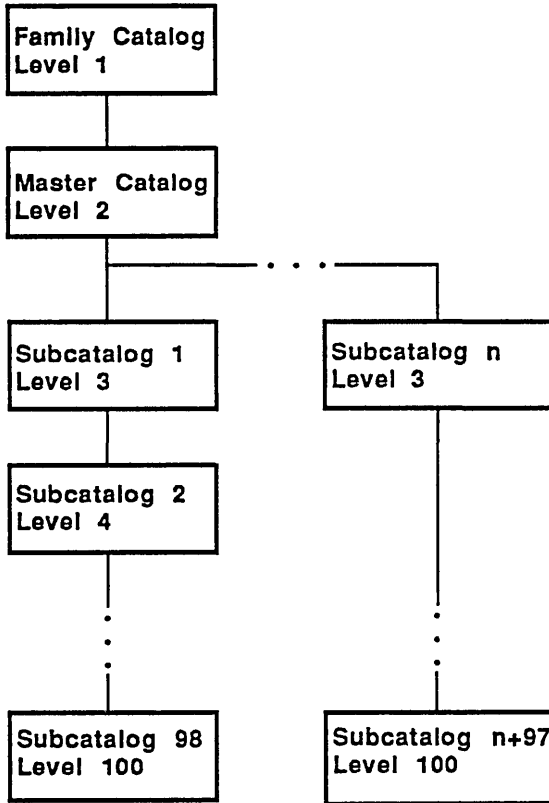 Family Catalog
Level 1
Master Catalog
Level 2
Subcatalog 1
Level 3
Subcatalog n
Level 3
Subcatalog 2
Level 4
Subcatalog 98
Level 100
Subcatalog n+97
Level 100